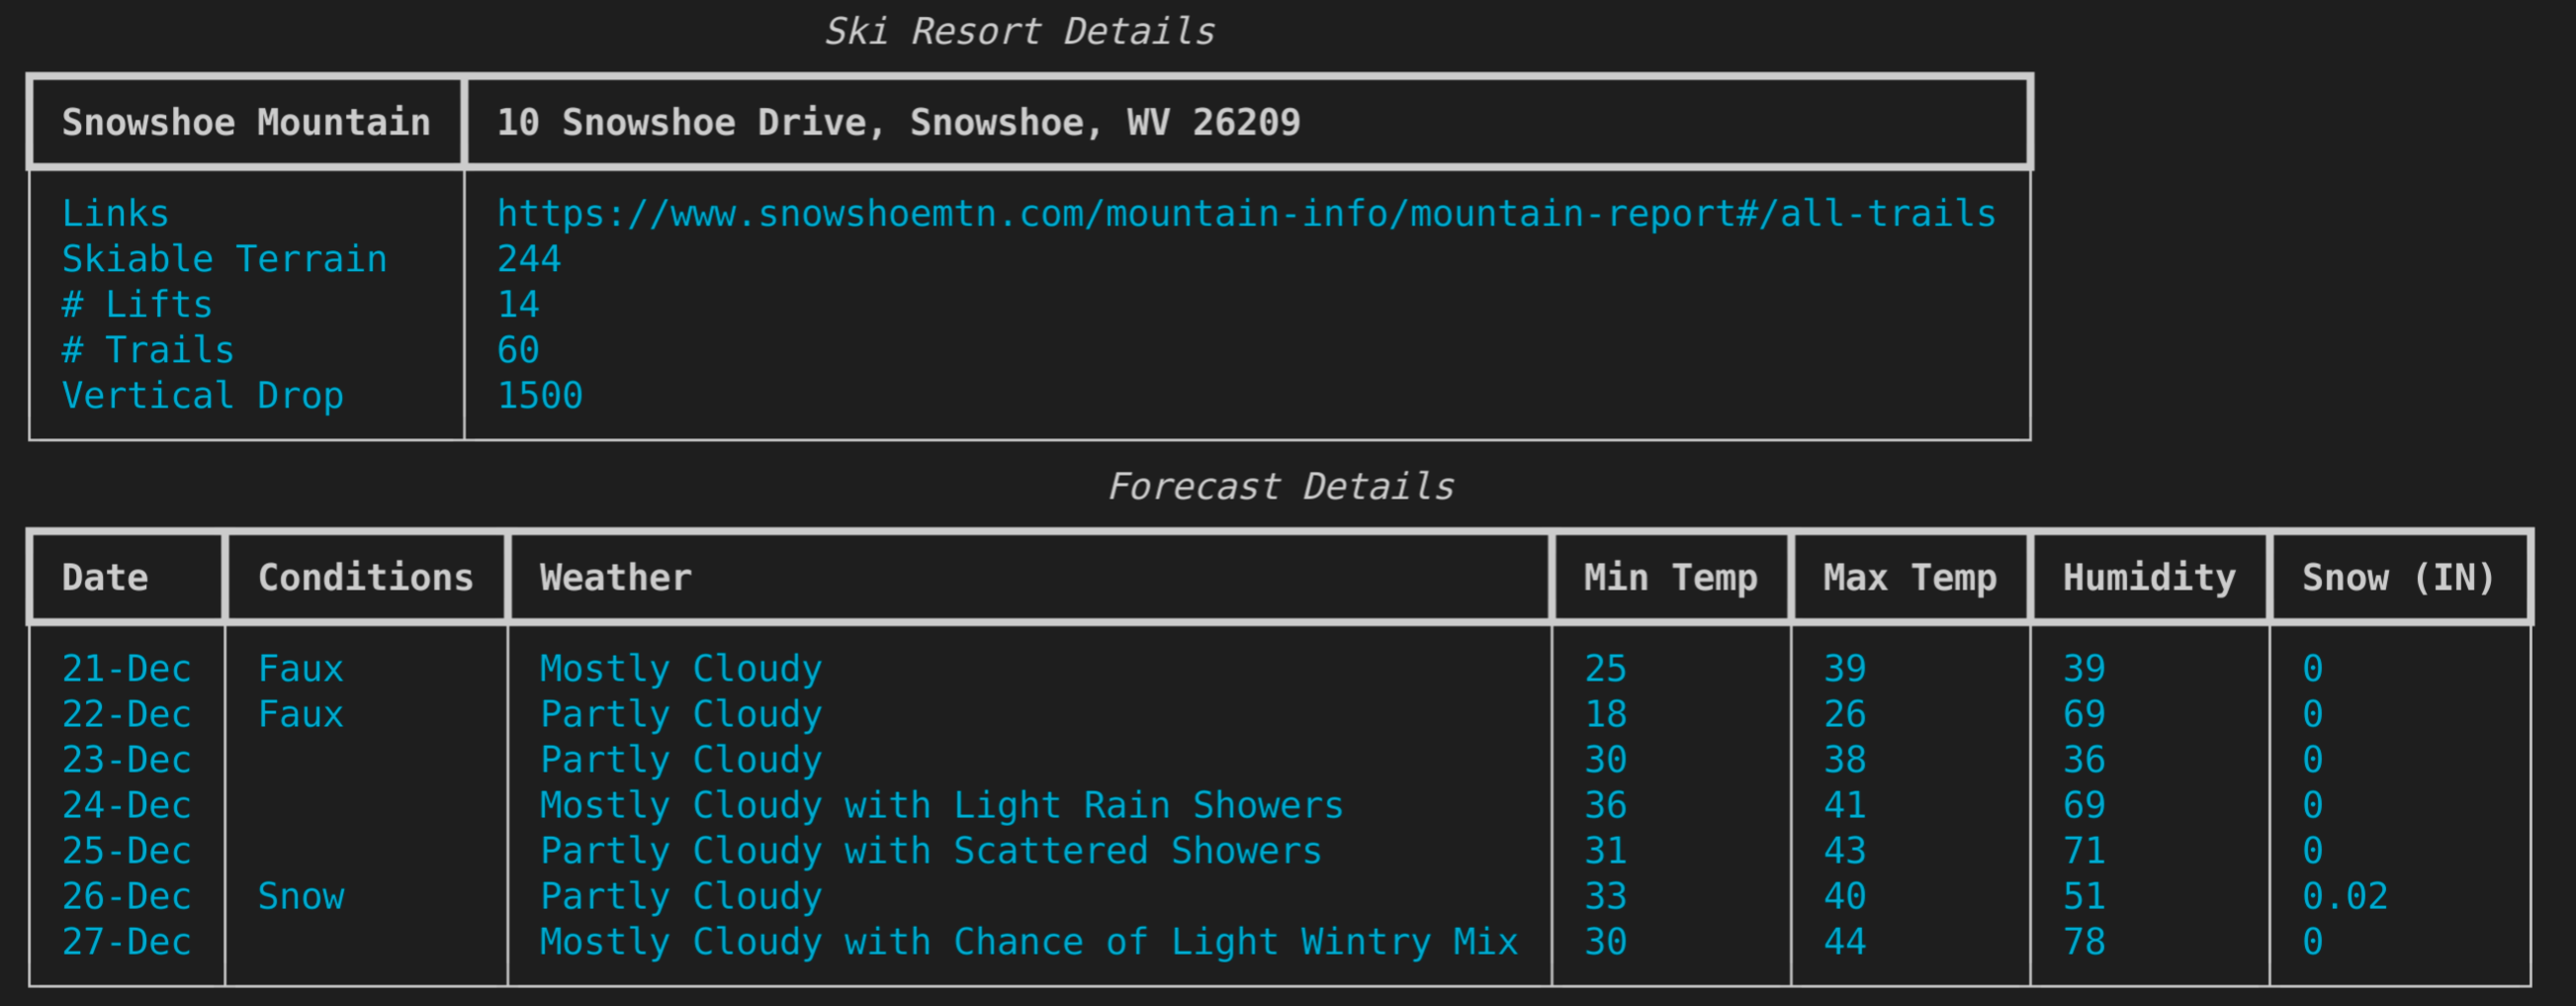 Ski Resort Details
Snowshoe Mountain 10 Snowshoe Drive, Snowshoe, WV 26209
Links https://www.snowshoemtn.com/mountain-info/mountain-report#/all-trails
Skiable Terrain 244
# Lifts 14
# Trails 60
Vertical Drop 1500
Forecast Details
Date Conditions Weather Min Temp Max Temp Humidity Snow (IN)
21-Dec Faux Mostly Cloudy 25 39 39 0
22-Dec Faux Partly Cloudy 18 26 69 0
23-Dec Partly Cloudy 30 38 36 0
24-Dec Mostly Cloudy with Light Rain Showers 36 41 69 0
25-Dec Partly Cloudy with Scattered Showers 31 43 71 0
26-Dec Snow Partly Cloudy 33 40 51 0.02
27-Dec Mostly Cloudy with Chance of Light Wintry Mix 30 44 78 0